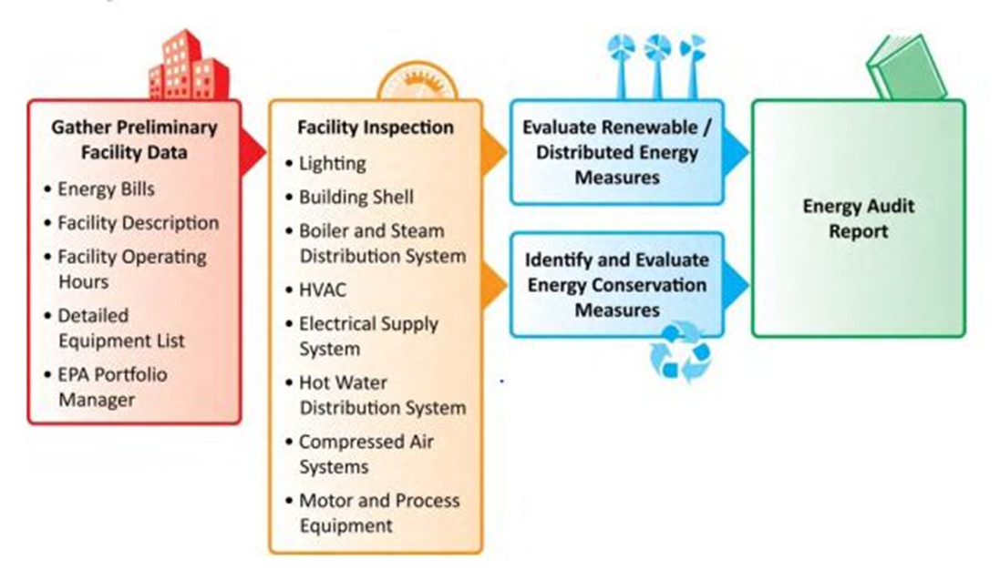 Gather Preliminary
Facility Data
• Energy Bills
• Facility Description
• Facility Operating
Hours
• Detailed
Equipment List
• EPA Portfolio
Manager
Facility Inspection
• Lighting
• Building Shell
• Boiler and Steam
Distribution System
• HVAC
• Electrical Supply
System
• Hot Water
Distribution System
• Compressed Air
Systems
• Motor and Process
Equipment
Evaluate Renewable /
Distributed Energy
Measures
Identify and Evaluate
Energy Conservation
Measures
Energy Audit
Report